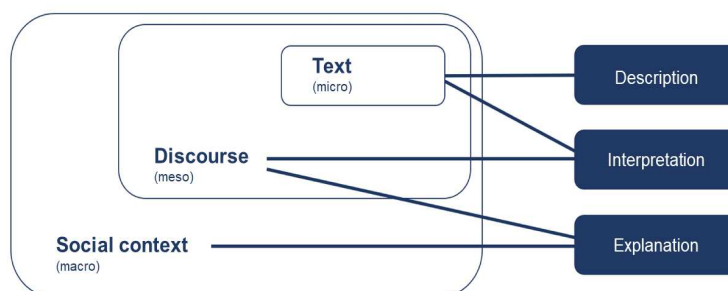 Text
(micro)
Description
Discourse
(meso)
Interpretation
Social context
(macro)
Explanation